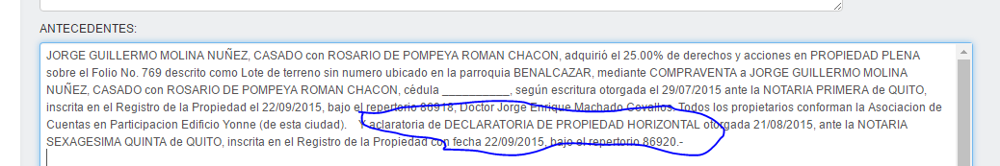 ANTECEDENTES:
JORGE GUILLERMO MOLINA NUÑEZ, CASADO con ROSARIO DE POMPEYA ROMAN CHACON, adquirió el 25.00% de derechos y acciones en PROPIEDAD PLENA
sobre el Folio No. 769 descrito como Lote de terreno sin numero ubicado en la parroquia BENALCAZAR, mediante COMPRAVENTA a JORGE GUILLERMO MOLINA
NUÑEZ, CASADO con ROSARIO DE POMPEYA ROMAN CHACON, cédula ___________, según escritura otorgada el 29/07/2015 ante la NOTARIA PRIMERA de QUITO,
inscrita en el Registro de la Propiedad el 22/09/2015, bajo el repertorio 86918, Doctor Jorge Enrique Machado Cevallos. Todos los propietarios conforman la Asociacion de
Cuentas en Participacion Edificio Yonne (de esta ciudad). Y aclaratoria de DECLARATORIA DE PROPIEDAD HORIZONTAL otorgada 21/08/2015, ante la NOTARIA
SEXAGESIMA QUINTA de QUITO, inscrita en el Registro de la Propiedad con fecha 22/09/2015, bajo el repertorio 86920.-